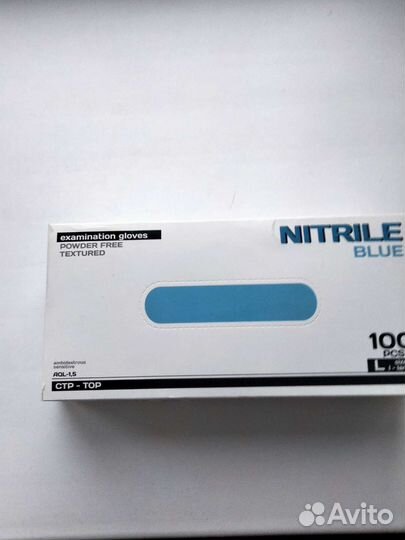 examination gloves
POWDER FREE
TEXTURED
NITRILE
BLUE
ambidextrous
sensitive
AQL-1,5
100
PCS
L
CTP - TOP
Avito